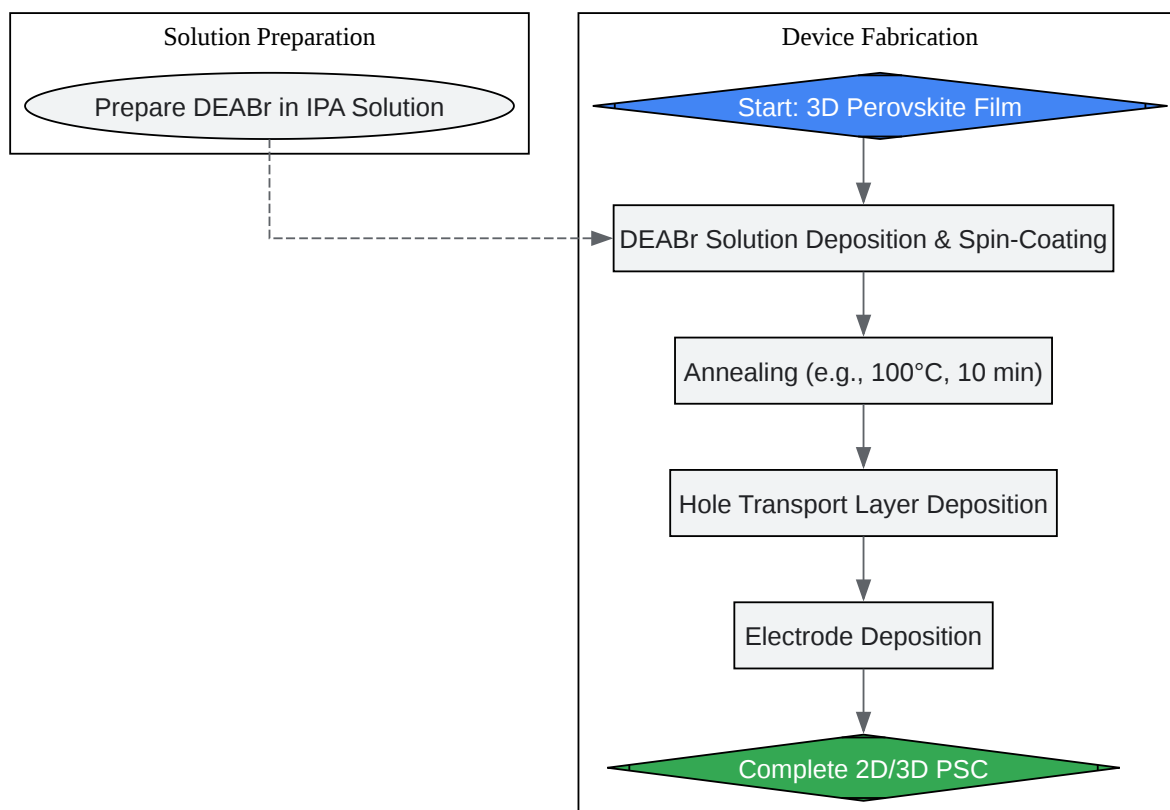 Solution Preparation
Prepare DEABr in IPA Solution
Device Fabrication
Start: 3D Perovskite Film
DEABr Solution Deposition & Spin-Coating
Annealing (e.g., 100°C, 10 min)
Hole Transport Layer Deposition
Electrode Deposition
Complete 2D/3D PSC